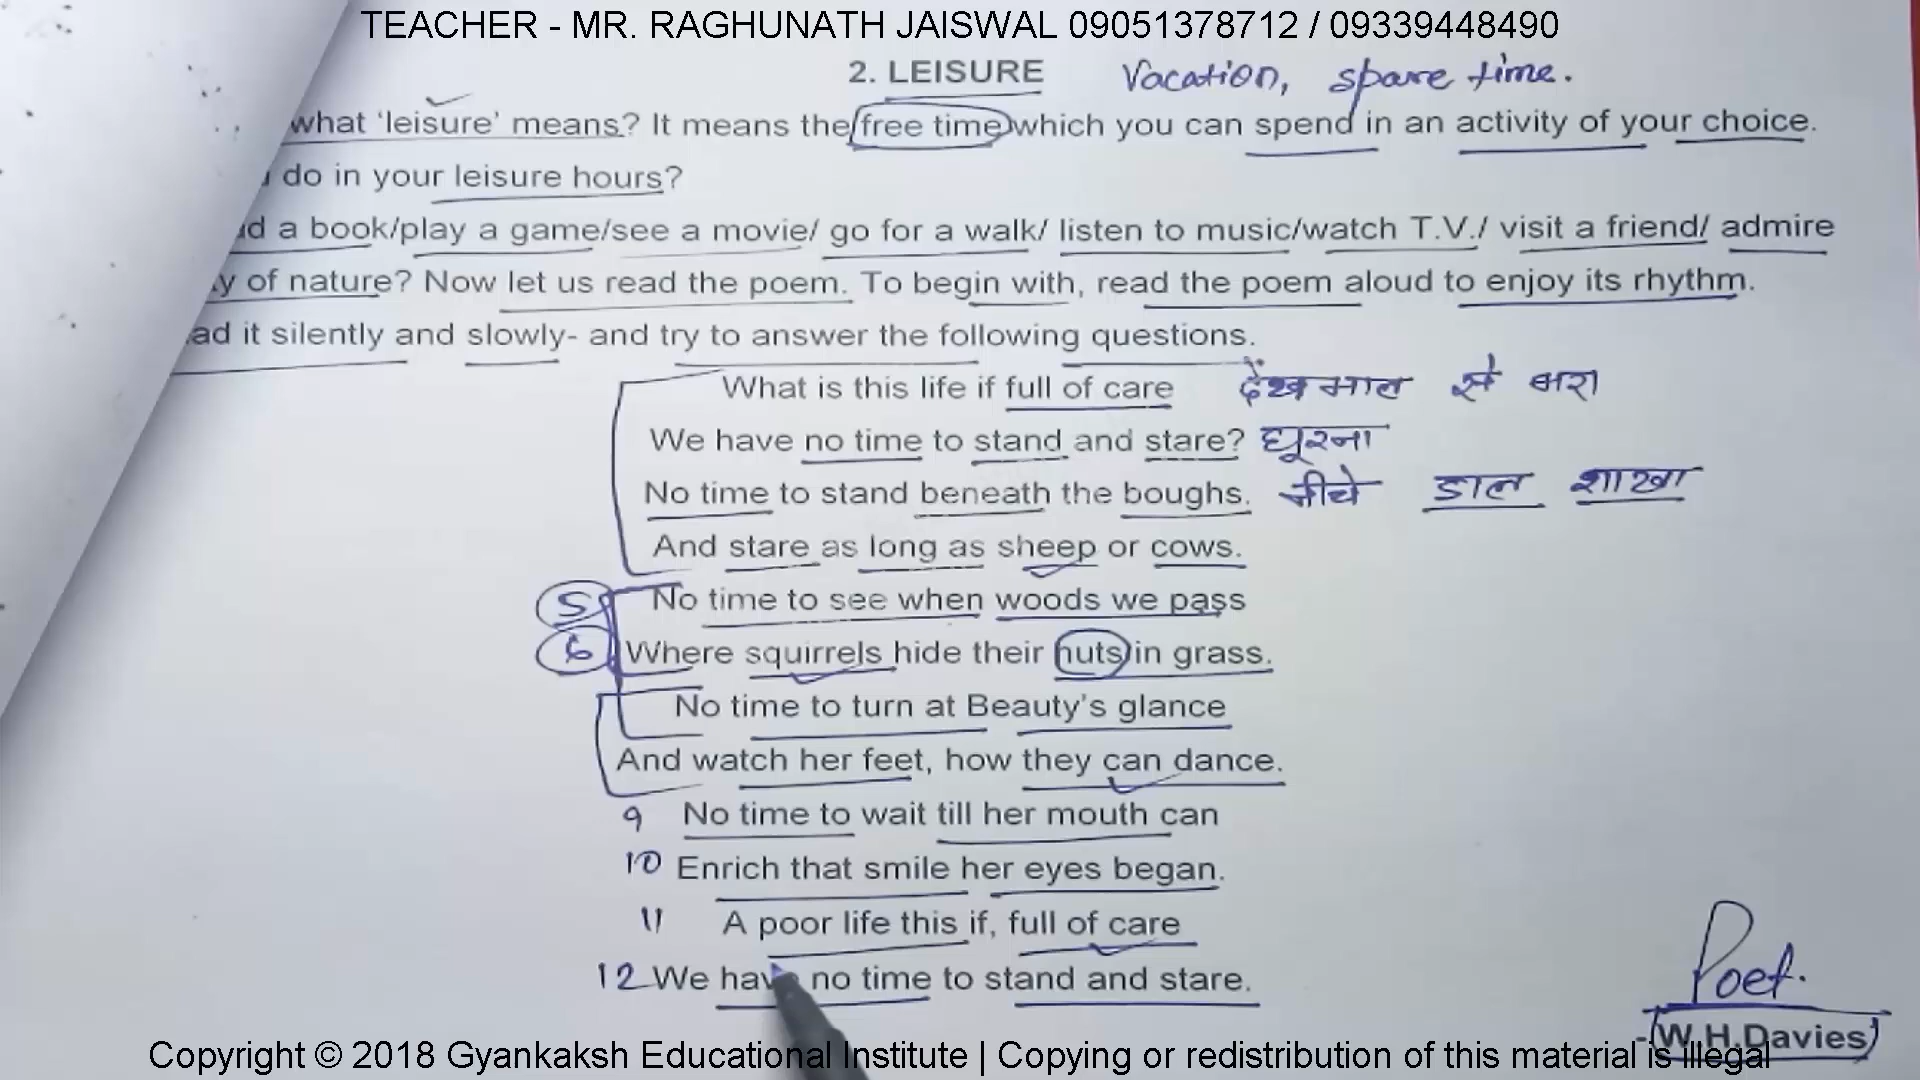 TEACHER - MR. RAGHUNATH JAISWAL 09051378712 / 09339448490
2. LEISURE Vacation, spare time.
what 'leisure' means? It means the free time which you can spend in an activity of your choice.
do in your leisure hours?
a book/play a game/see a movie/ go for a walk/ listen to music/watch T.V./ visit a friend/ admire
of nature? Now let us read the poem. To begin with, read the poem aloud to enjoy its rhythm.
it silently and slowly- and try to answer the following questions.
What is this life if full of care देखभाल से भरा
We have no time to stand and stare? घूरना
No time to stand beneath the boughs. नीचे डाल शाखा
And stare as long as sheep or cows.
5 No time to see when woods we pass
6 Where squirrels hide their nuts in grass.
No time to turn at Beauty's glance
And watch her feet, how they can dance.
9 No time to wait till her mouth can
10 Enrich that smile her eyes began.
11 A poor life this if, full of care
12 We have no time to stand and stare.
Poet.
- W.H.Davies
Copyright © 2018 Gyankaksh Educational Institute | Copying or redistribution of this material is Illegal